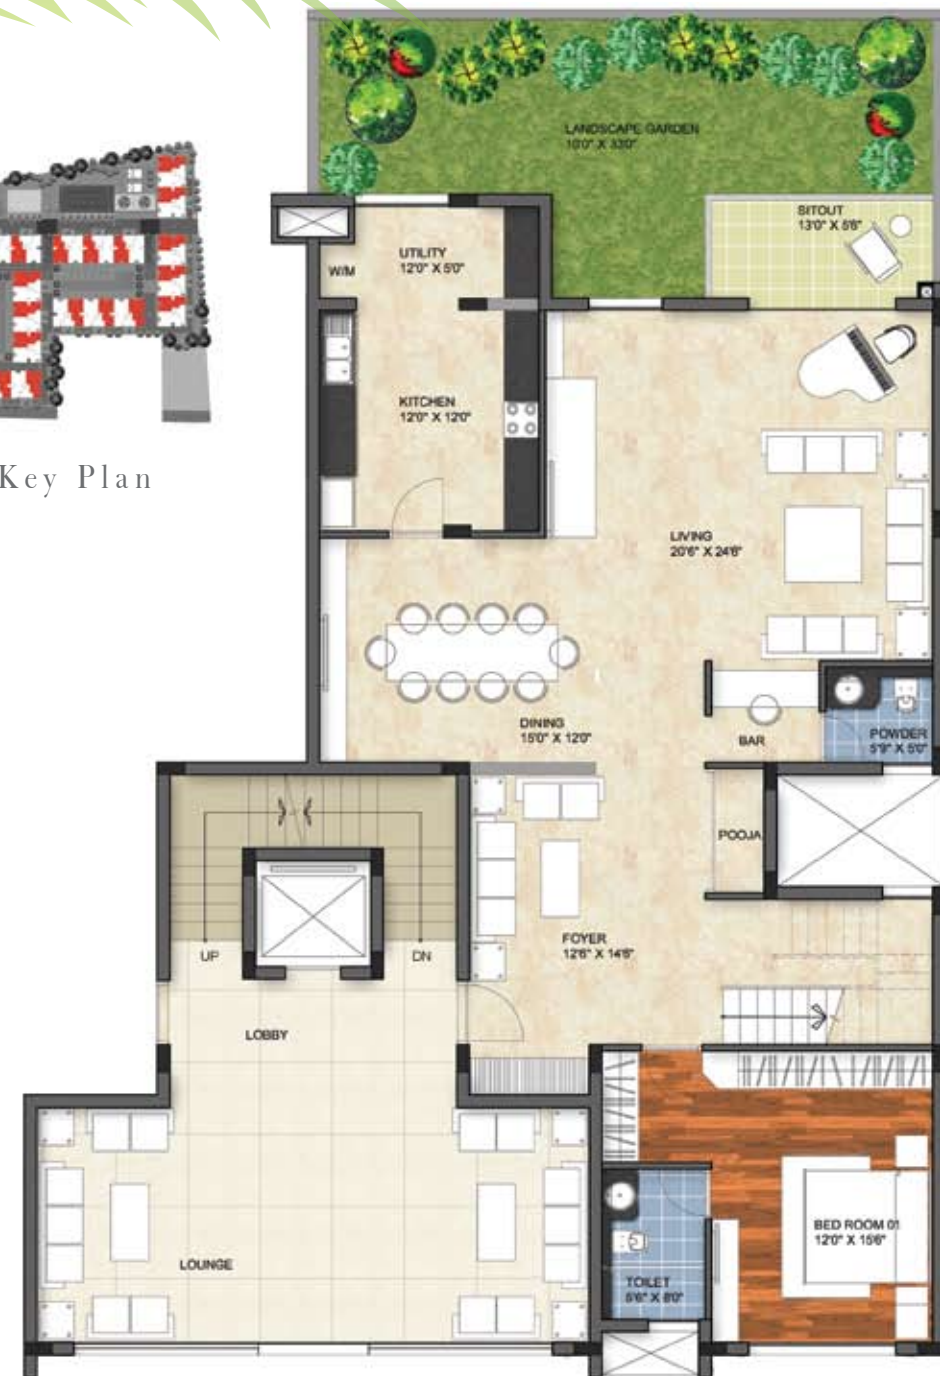 LANDSCAPE GARDEN
10'0" X 33'0"
SITOUT
13'0" X 5'6"
UTILITY
12'0" X 5'0"
W/M
KITCHEN
12'0" X 12'0"
Key Plan
LIVING
20'6" X 24'6"
DINING
15'0" X 12'0"
BAR
POWDER
5'9" X 5'0"
POOJA
FOYER
12'6" X 14'6"
UP
DN
LOBBY
BED ROOM 01
12'0" X 15'6"
LOUNGE
TOILET
5'6" X 8'0"